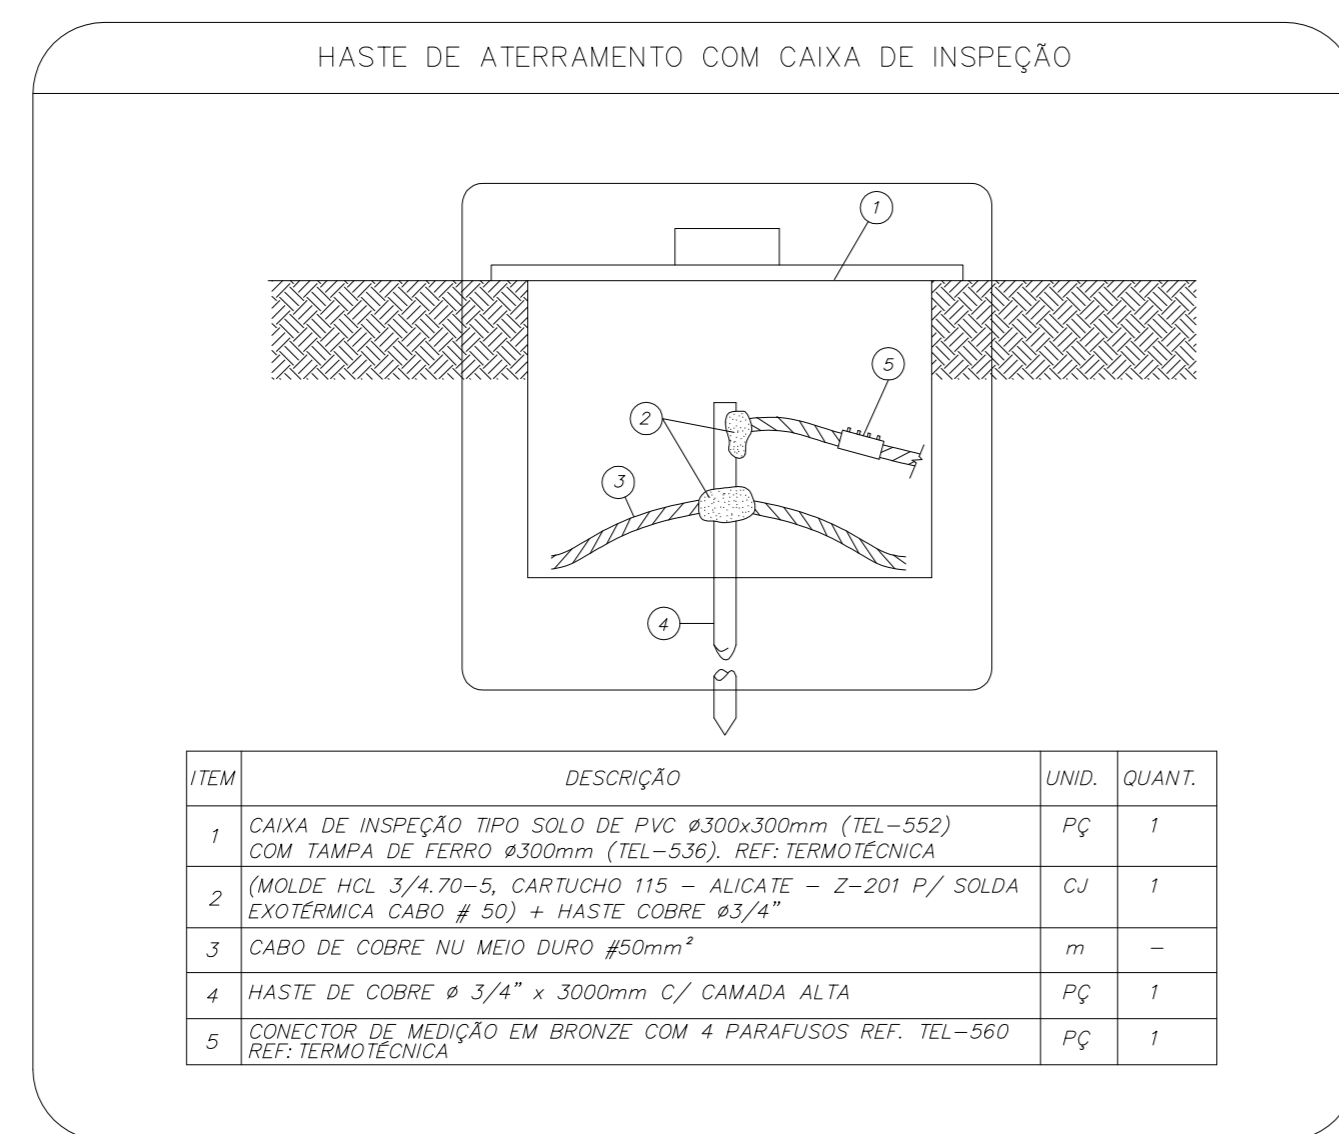 HASTE DE ATERRAMENTO COM CAIXA DE INSPEÇÃO
1
5
2
3
4
ITEM DESCRIÇÃO UNID. QUANT.
1 CAIXA DE INSPEÇÃO TIPO SOLO DE PVC ø300x300mm (TEL-552) PÇ 1
COM TAMPA DE FERRO ø300mm (TEL-536). REF: TERMOTÉCNICA
2 (MOLDE HCL 3/4.70-5, CARTUCHO 115 - ALICATE - Z-201 P/ SOLDA CJ 1
EXOTÉRMICA CABO # 50) + HASTE COBRE ø3/4"
3 CABO DE COBRE NU MEIO DURO #50mm² m -
4 HASTE DE COBRE ø 3/4" x 3000mm C/ CAMADA ALTA PÇ 1
5 CONECTOR DE MEDIÇÃO EM BRONZE COM 4 PARAFUSOS REF. TEL-560 PÇ 1
REF: TERMOTÉCNICA